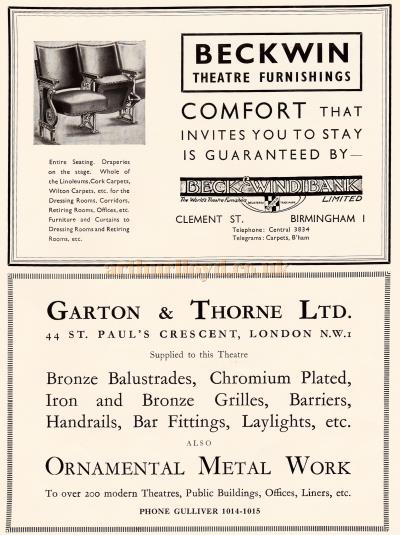 BECKWIN
THEATRE FURNISHINGS
COMFORT THAT
INVITES YOU TO STAY
IS GUARANTEED BY—
Entire Seating. Draperies
on the stage. Whole of
the Linoleums, Cork Carpets,
Wilton Carpets, etc. for the
Dressing Rooms, Corridors,
Retiring Rooms, Offices, etc.
Furniture and Curtains to
Dressing Rooms and Retiring
Rooms, etc.
BECK & WINDIBANK
The World's Theatre Furnishers
LIMITED
CLEMENT ST. BIRMINGHAM 1
Telephone: Central 3834
Telegrams: Carpets, B'ham
arthurlloyd.co.uk
GARTON & THORNE LTD.
44 ST. PAUL'S CRESCENT, LONDON N.W.1
Supplied to this Theatre
Bronze Balustrades, Chromium Plated,
Iron and Bronze Grilles, Barriers,
Handrails, Bar Fittings, Laylights, etc.
ALSO
ORNAMENTAL METAL WORK
To over 200 modern Theatres, Public Buildings, Offices, Liners, etc.
PHONE GULLIVER 1014-1015